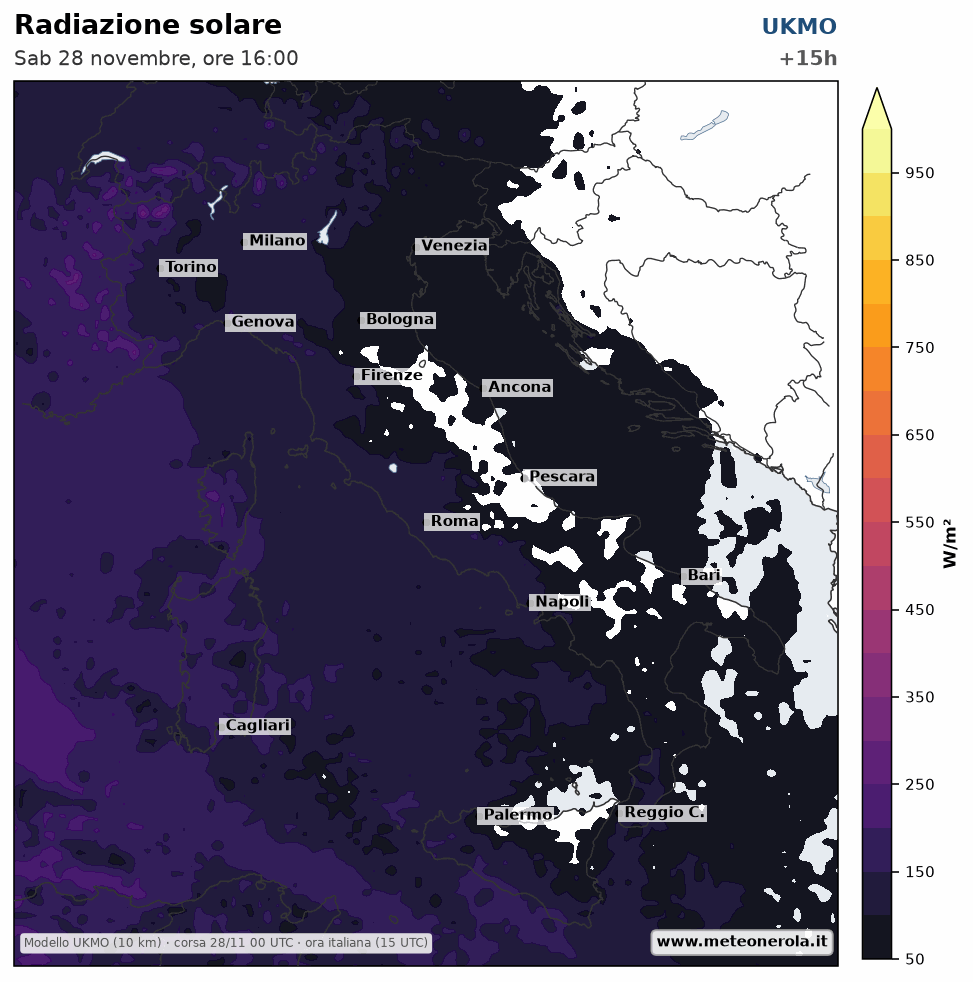 Radiazione solare
UKMO
Sab 28 novembre, ore 16:00
+15h
Milano
Venezia
Torino
Genova
Bologna
Firenze
Ancona
Pescara
Roma
Bari
Napoli
Cagliari
Palermo
Reggio C.
950
850
750
650
550
450
350
250
150
50
W/m²
Modello UKMO (10 km) · corsa 28/11 00 UTC · ora italiana (15 UTC)
www.meteonerola.it